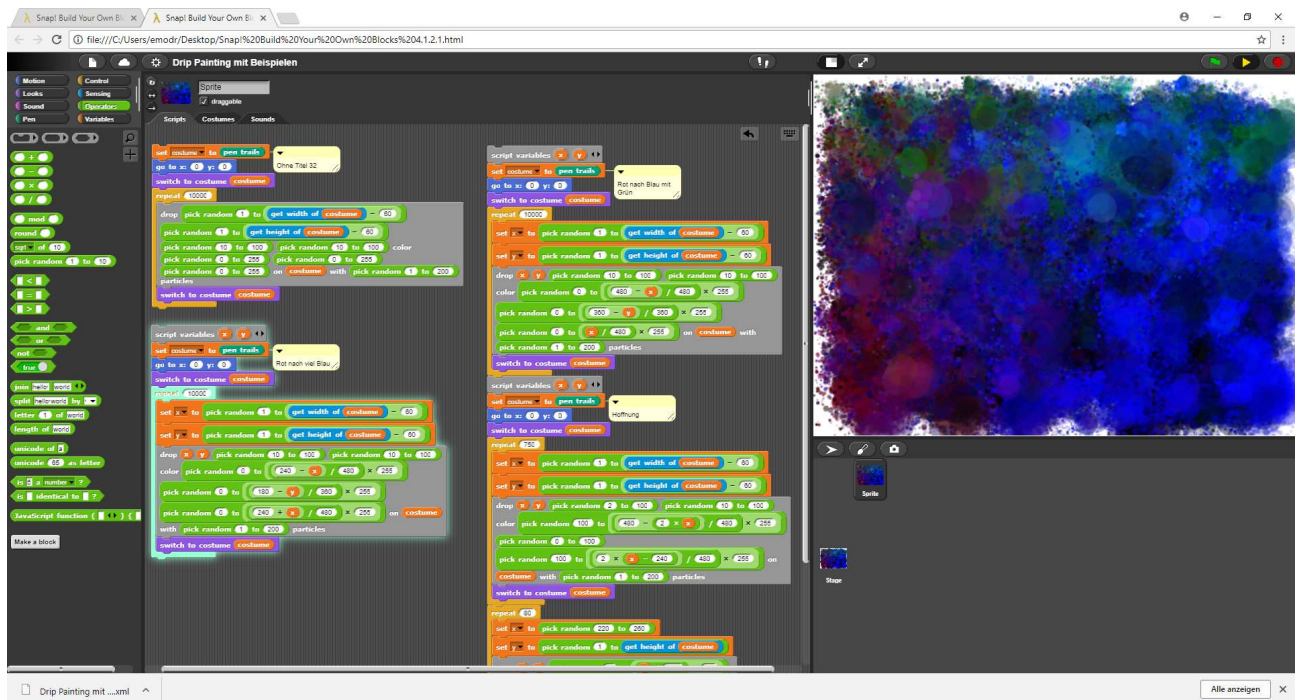 Snap! Build Your Own Bl
Snap! Build Your Own Bl
file:///C:/Users/emodr/Desktop/Snap!%20Build%20Your%20Own%20Blocks%204.1.2.1.html
Drip Painting mit Beispielen
Motion Control
Looks Sensing
Sound Operators
Pen Variables
Sprite
draggable
Scripts Costumes Sounds
+
−
×
/
mod
round
sqrt of 10
pick random 1 to 10
<
=
>
and
or
not
true
join hello world
split hello world by
letter 1 of world
length of world
unicode of a
unicode 65 as letter
is 5 a number ?
is identical to ?
JavaScript function ( ) {
Make a block
set costume to pen trails
Ohne Titel 32
go to x: 0 y: 0
switch to costume costume
repeat 10000
drop pick random 1 to get width of costume − 60
pick random 1 to get height of costume − 60
pick random 10 to 100 pick random 10 to 100 color
pick random 0 to 255 pick random 0 to 255
pick random 0 to 255 on costume with pick random 1 to 200
particles
switch to costume costume
script variables x y
set costume to pen trails
go to x: 0 y: 0
Rot nach viel Blau
switch to costume costume
repeat 10000
set x to pick random 1 to get width of costume − 60
set y to pick random 1 to get height of costume − 60
drop x y pick random 10 to 100 pick random 10 to 100
color pick random 0 to 240 − x / 480 × 255
pick random 0 to 180 − y / 360 × 255
pick random 0 to 240 + x / 480 × 255 on costume
with pick random 1 to 200 particles
switch to costume costume
script variables x y
set costume to pen trails
go to x: 0 y: 0
Rot nach Blau mit
Grün
switch to costume costume
repeat 10000
set x to pick random 1 to get width of costume − 60
set y to pick random 1 to get height of costume − 60
drop x y pick random 10 to 100 pick random 10 to 100
color pick random 0 to 480 − x / 480 × 255
pick random 0 to 360 − y / 360 × 255
pick random 0 to x / 480 × 255 on costume with
pick random 1 to 200 particles
switch to costume costume
script variables x y
set costume to pen trails
go to x: 0 y: 0
Hoffnung
switch to costume costume
repeat 750
set x to pick random 1 to get width of costume − 60
set y to pick random 1 to get height of costume − 60
drop x y pick random 2 to 100 pick random 10 to 100
color pick random 100 to 480 − 2 × x / 480 × 255
pick random 0 to 100
pick random 100 to 2 × x − 240 / 480 × 255 on
costume with pick random 1 to 200 particles
switch to costume costume
repeat 80
set x to pick random 220 to 260
set y to pick random 1 to get height of costume
Sprite
Stage
Drip Painting mit ....xml
Alle anzeigen